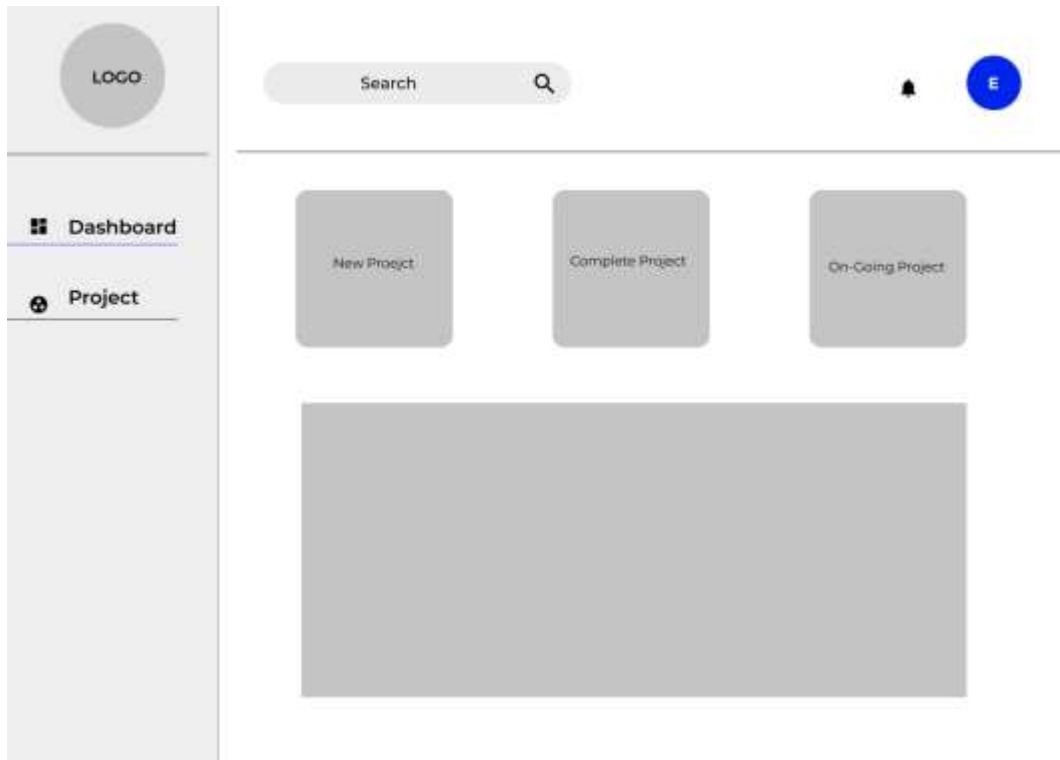 LOGO
Search
E
Dashboard
Project
New Proejct
Complete Project
On-Going Project